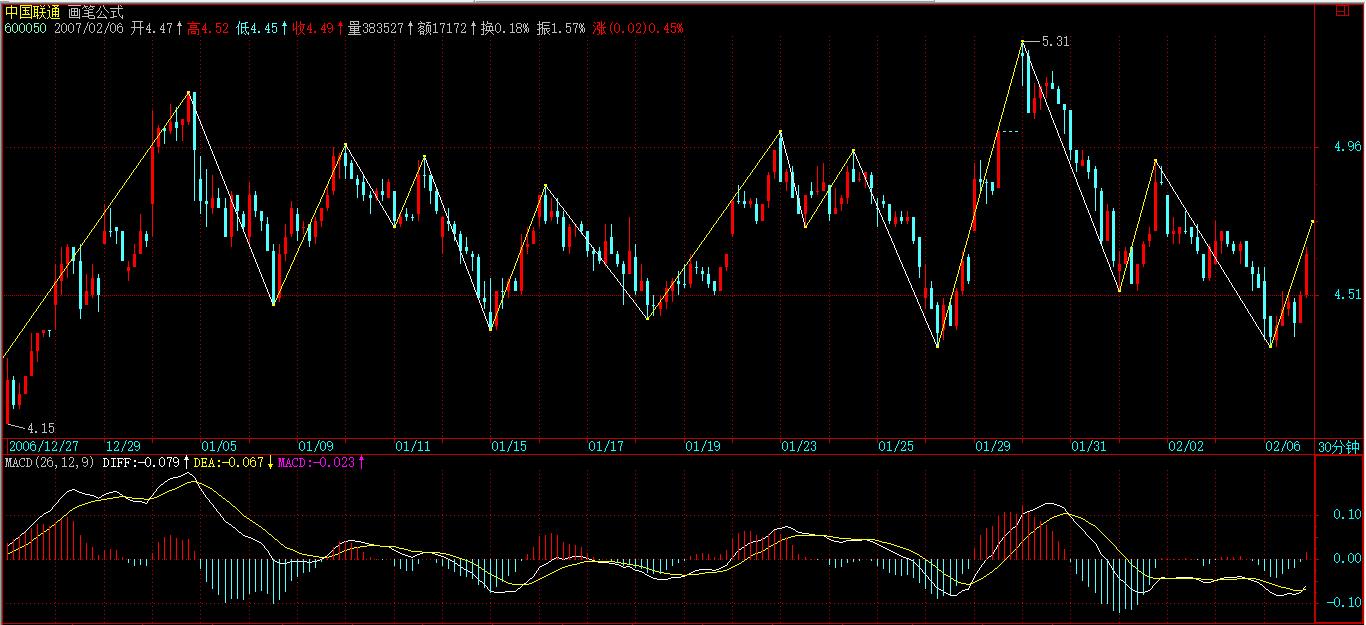 中国联通 画笔公式
600050 2007/02/06 开4.47↑高4.52 低4.45↑收4.49↑量383527↑额17172↑换0.18% 振1.57% 涨(0.02)0.45%
5.31
4.96
4.51
4.15
2006/12/27 12/29 01/05 01/09 01/11 01/15 01/17 01/19 01/23 01/25 01/29 01/31 02/02 02/06 30分钟
MACD(26,12,9) DIFF:-0.079↑DEA:-0.067↓MACD:-0.023↑
0.10
0.00
-0.10